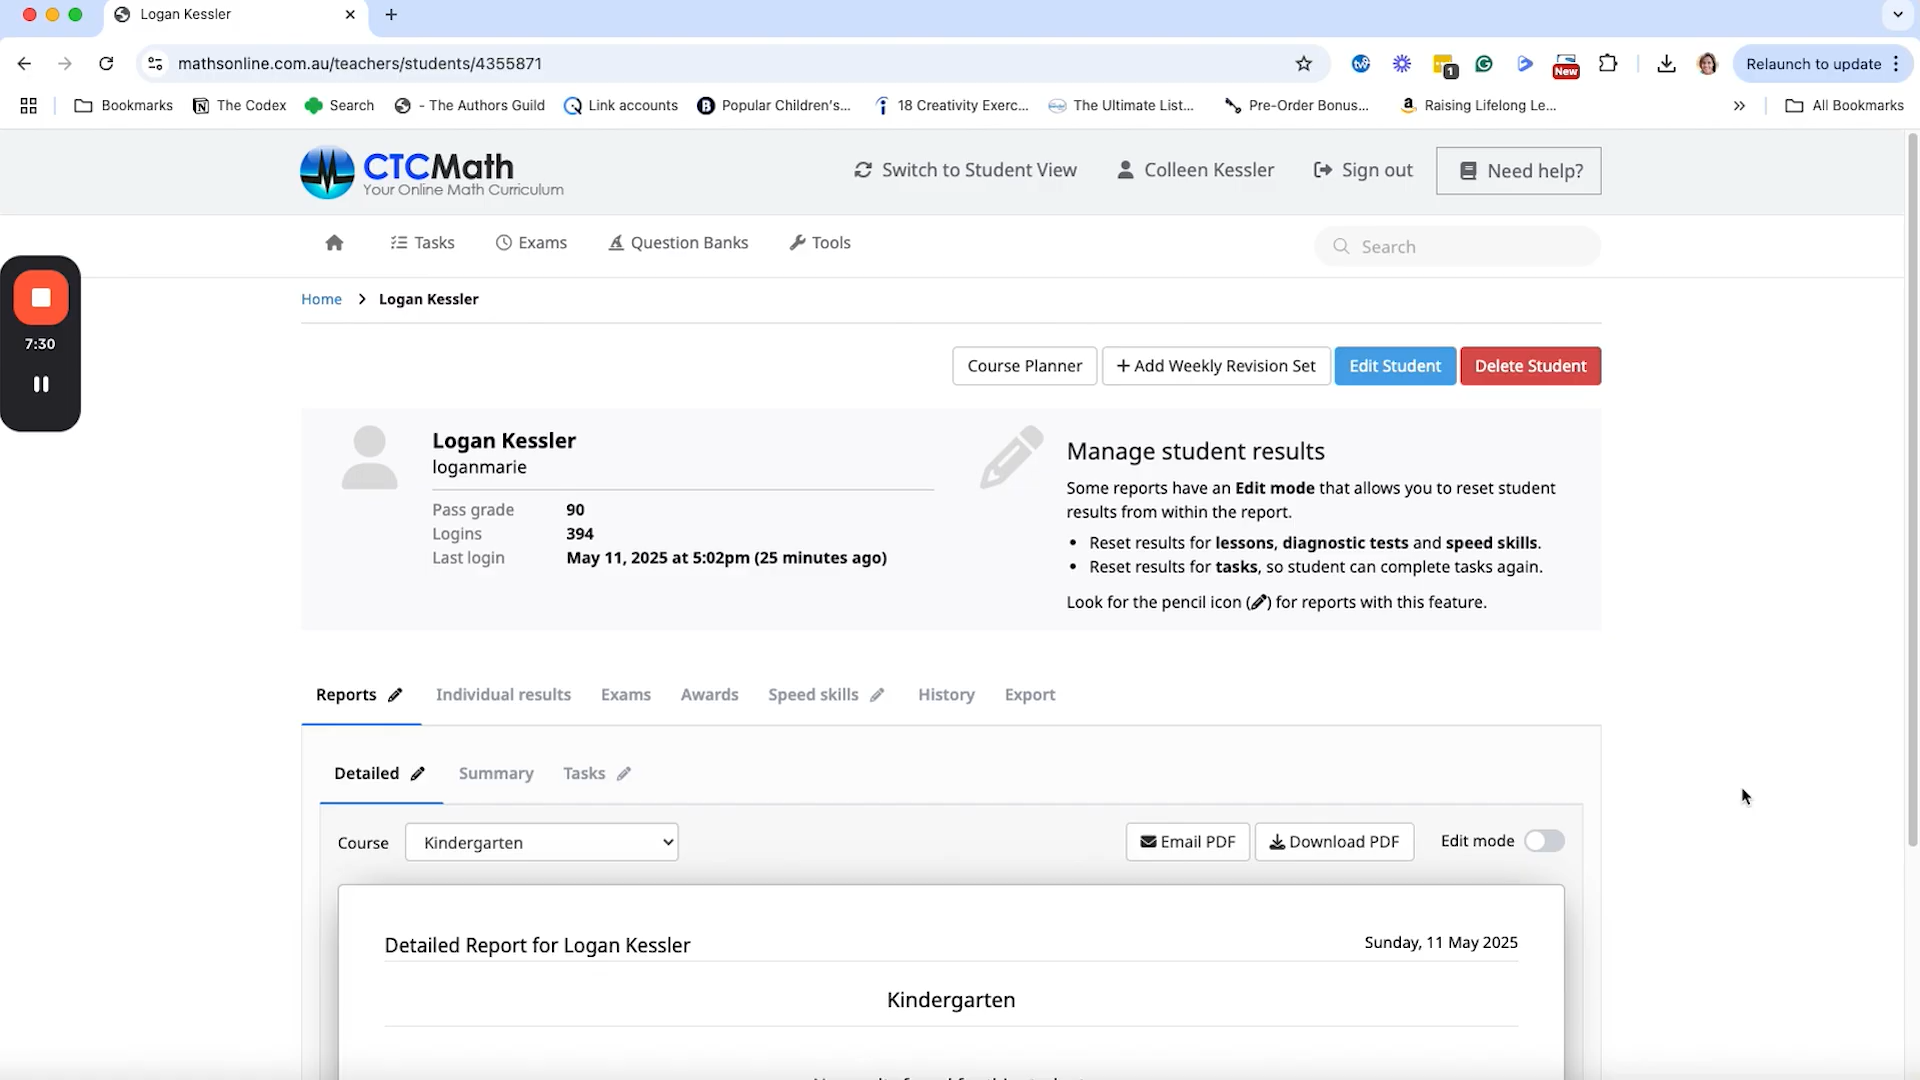 Logan Kessler
mathsonline.com.au/teachers/students/4355871
1
New
Relaunch to update
Bookmarks
The Codex
Search
- The Authors Guild
Link accounts
Popular Children's...
18 Creativity Exerc...
The Ultimate List...
Pre-Order Bonus...
Raising Lifelong Le...
All Bookmarks
CTCMath
Your Online Math Curriculum
Switch to Student View
Colleen Kessler
Sign out
Need help?
Tasks
Exams
Question Banks
Tools
Search
7:30
Home > Logan Kessler
Course Planner
+ Add Weekly Revision Set
Edit Student
Delete Student
Logan Kessler
loganmarie
Pass grade 90
Logins 394
Last login May 11, 2025 at 5:02pm (25 minutes ago)
Manage student results
Some reports have an Edit mode that allows you to reset student
results from within the report.
• Reset results for lessons, diagnostic tests and speed skills.
• Reset results for tasks, so student can complete tasks again.
Look for the pencil icon () for reports with this feature.
Reports
Individual results
Exams
Awards
Speed skills
History
Export
Detailed
Summary
Tasks
Course
Kindergarten
Email PDF
Download PDF
Edit mode
Detailed Report for Logan Kessler
Sunday, 11 May 2025
Kindergarten